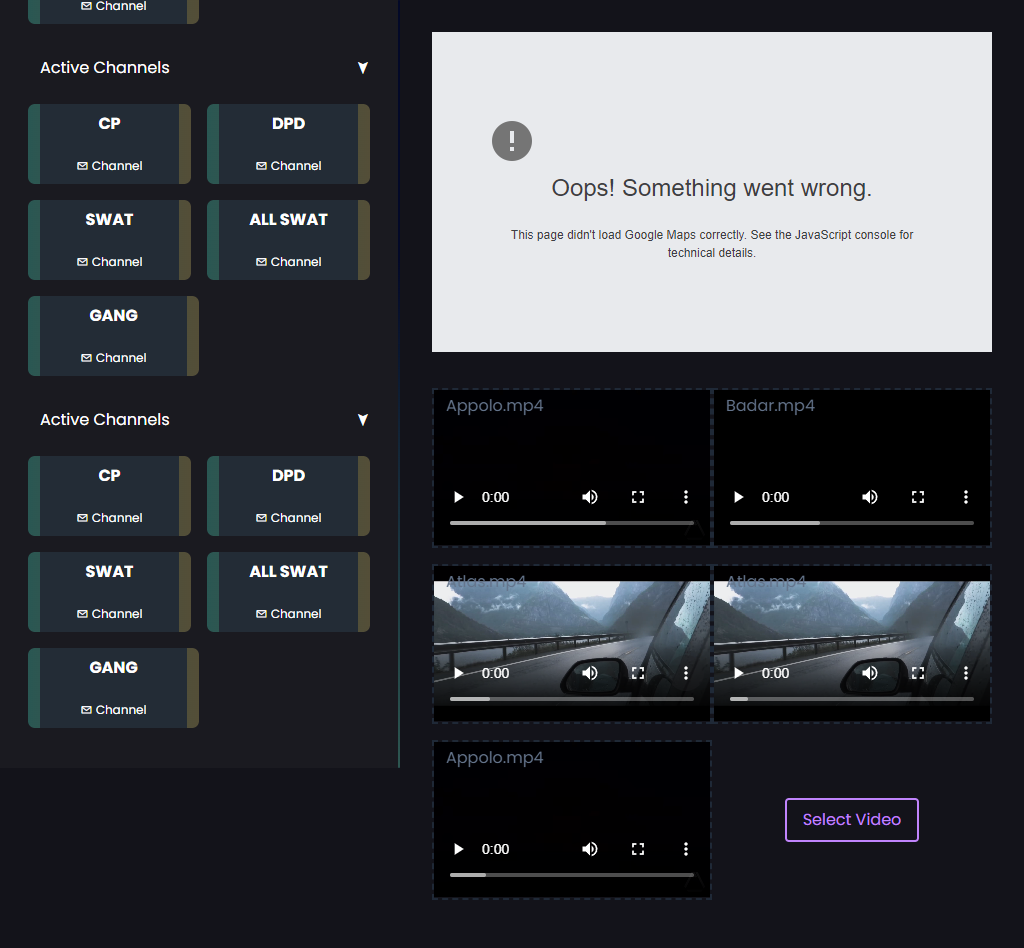 Channel
Active Channels
CP
DPD
Channel
Channel
SWAT
ALL SWAT
Channel
Channel
GANG
Channel
Active Channels
CP
DPD
Channel
Channel
SWAT
ALL SWAT
Channel
Channel
GANG
Channel
Oops! Something went wrong.
This page didn't load Google Maps correctly. See the JavaScript console for
technical details.
Appolo.mp4
Badar.mp4
0:00
0:00
Atlas.mp4
Atlas.mp4
0:00
0:00
Appolo.mp4
0:00
Select Video